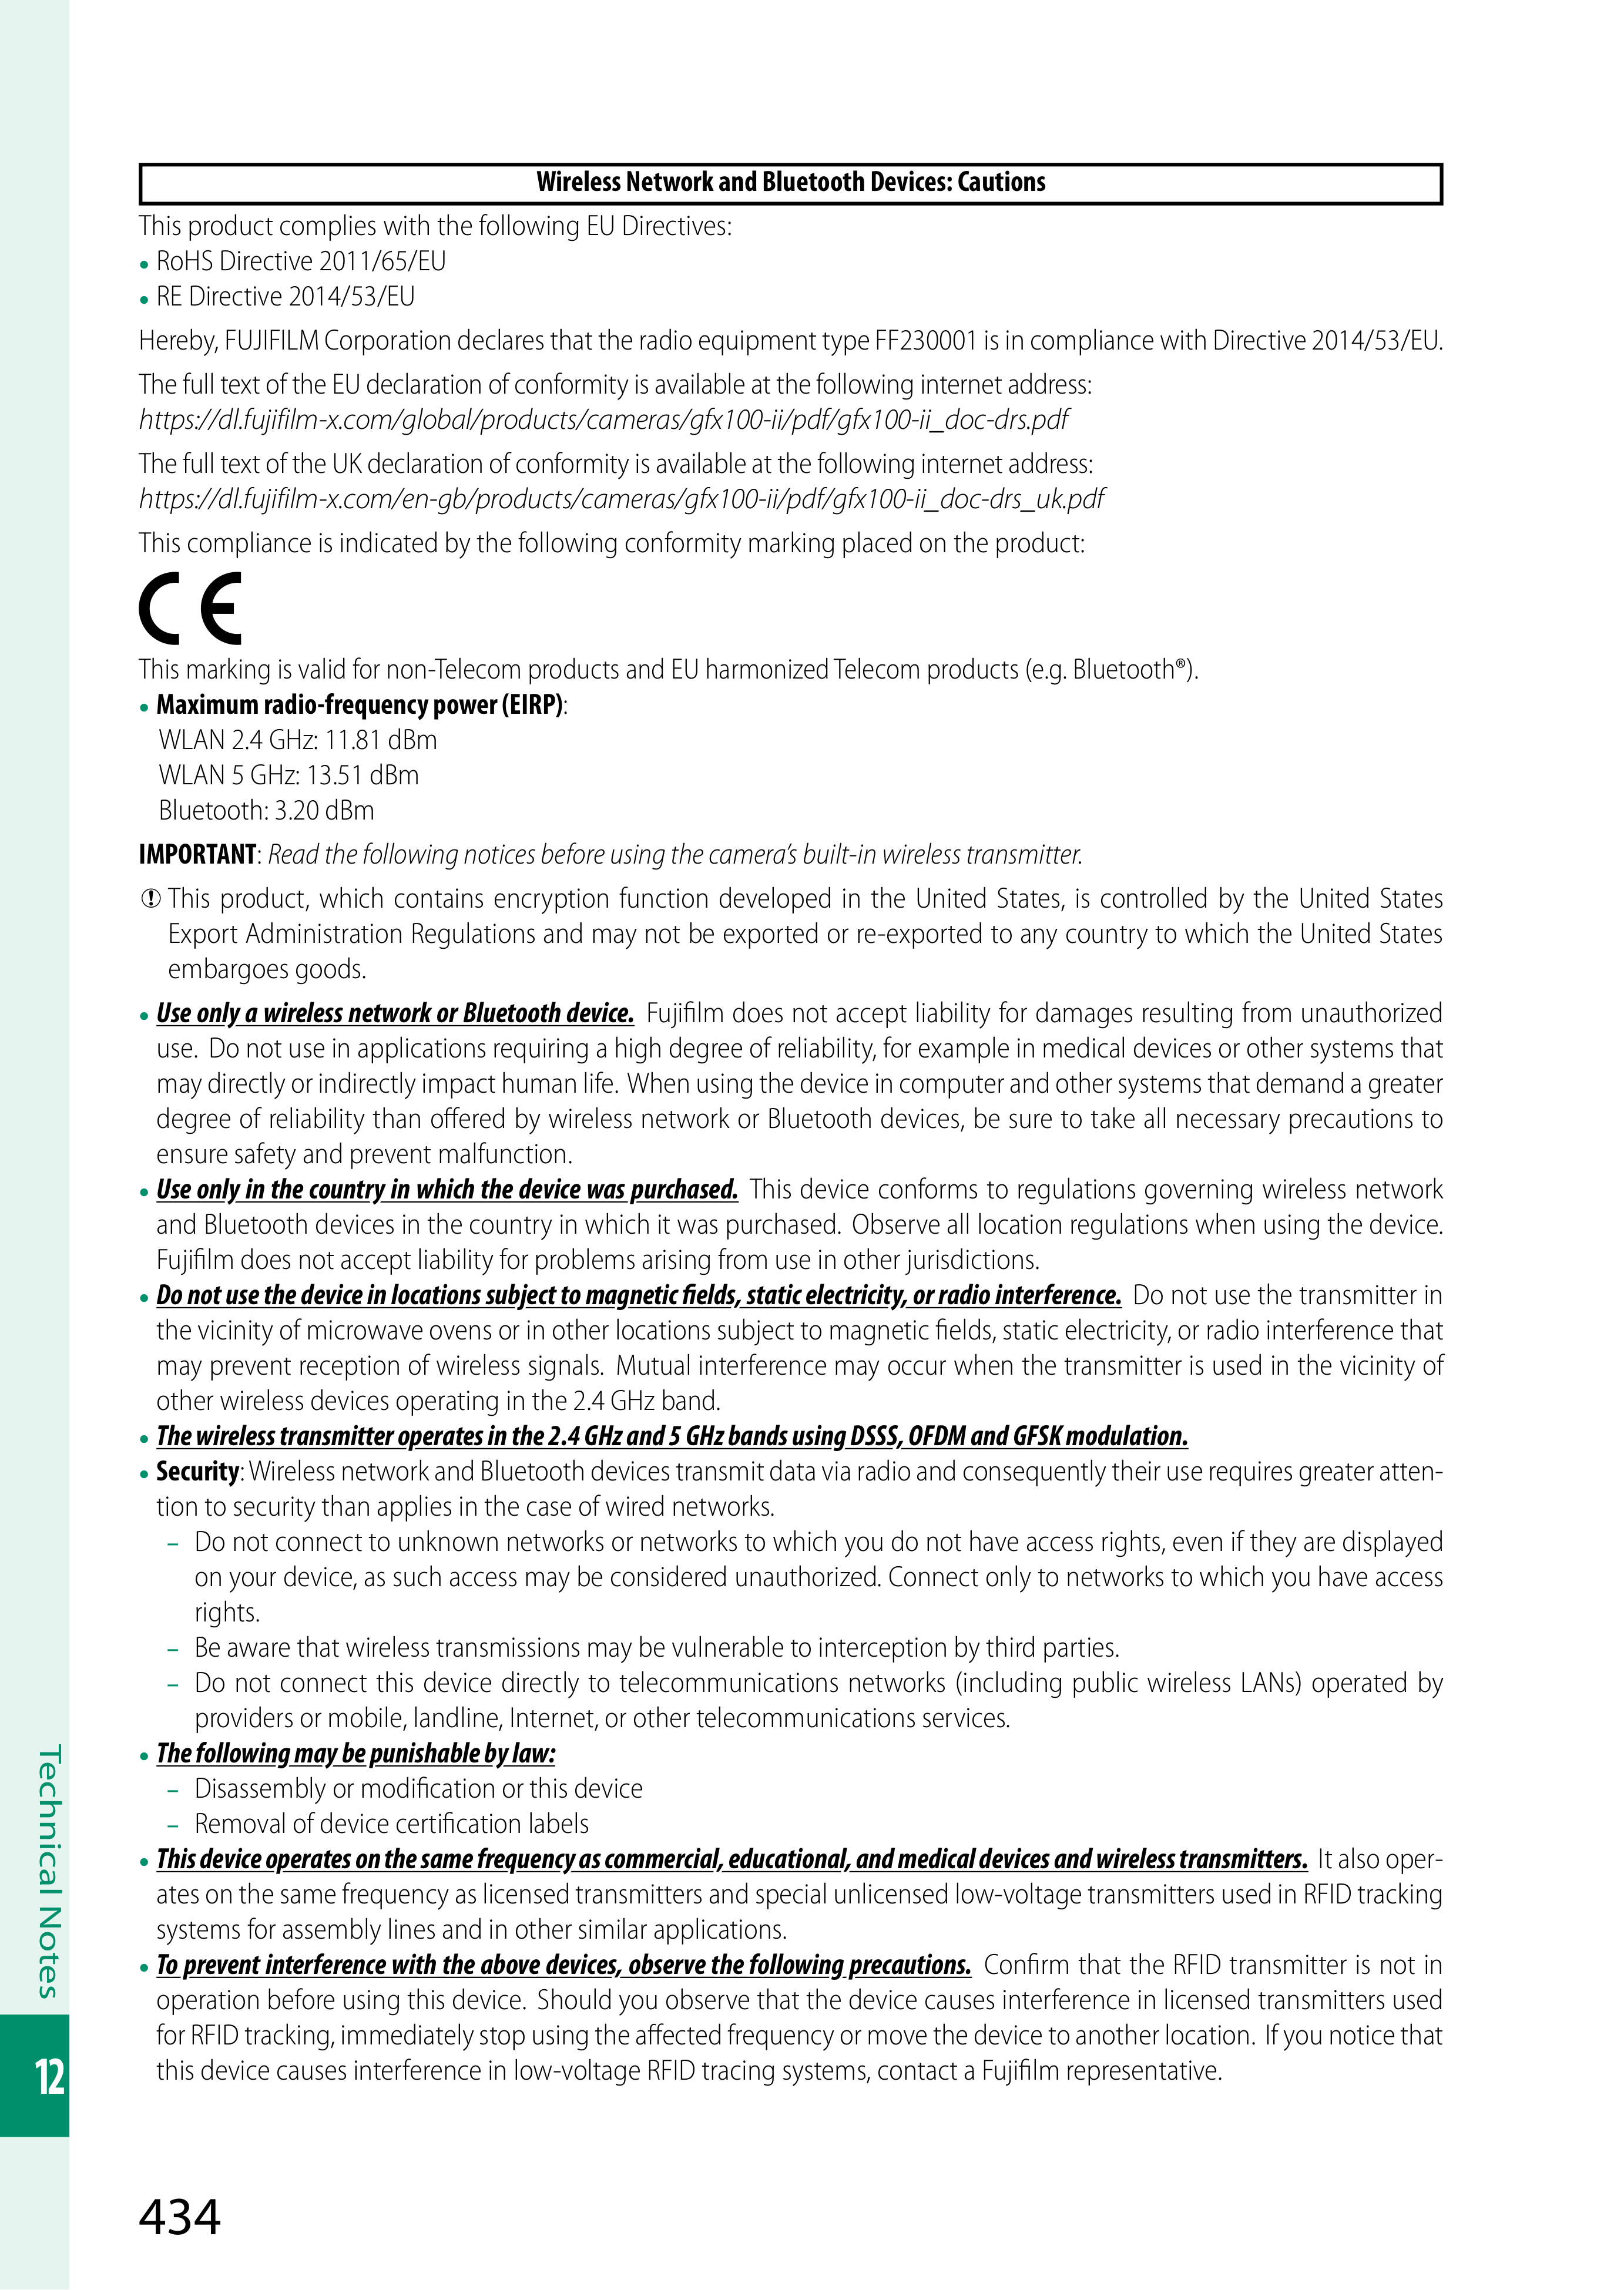 Wireless Network and Bluetooth Devices: Cautions
This product complies with the following EU Directives:
• RoHS Directive 2011/65/EU
• RE Directive 2014/53/EU
Hereby, FUJIFILM Corporation declares that the radio equipment type FF230001 is in compliance with Directive 2014/53/EU.
The full text of the EU declaration of conformity is available at the following internet address:
https://dl.fujifilm-x.com/global/products/cameras/gfx100-ii/pdf/gfx100-ii_doc-drs.pdf
The full text of the UK declaration of conformity is available at the following internet address:
https://dl.fujifilm-x.com/en-gb/products/cameras/gfx100-ii/pdf/gfx100-ii_doc-drs_uk.pdf
This compliance is indicated by the following conformity marking placed on the product:
CE
This marking is valid for non-Telecom products and EU harmonized Telecom products (e.g. Bluetooth®).
• Maximum radio-frequency power (EIRP):
WLAN 2.4 GHz: 11.81 dBm
WLAN 5 GHz: 13.51 dBm
Bluetooth: 3.20 dBm
IMPORTANT: Read the following notices before using the camera’s built-in wireless transmitter.
! This product, which contains encryption function developed in the United States, is controlled by the United States
Export Administration Regulations and may not be exported or re-exported to any country to which the United States
embargoes goods.
• Use only a wireless network or Bluetooth device. Fujifilm does not accept liability for damages resulting from unauthorized
use. Do not use in applications requiring a high degree of reliability, for example in medical devices or other systems that
may directly or indirectly impact human life. When using the device in computer and other systems that demand a greater
degree of reliability than offered by wireless network or Bluetooth devices, be sure to take all necessary precautions to
ensure safety and prevent malfunction.
• Use only in the country in which the device was purchased. This device conforms to regulations governing wireless network
and Bluetooth devices in the country in which it was purchased. Observe all location regulations when using the device.
Fujifilm does not accept liability for problems arising from use in other jurisdictions.
• Do not use the device in locations subject to magnetic fields, static electricity, or radio interference. Do not use the transmitter in
the vicinity of microwave ovens or in other locations subject to magnetic fields, static electricity, or radio interference that
may prevent reception of wireless signals. Mutual interference may occur when the transmitter is used in the vicinity of
other wireless devices operating in the 2.4 GHz band.
• The wireless transmitter operates in the 2.4 GHz and 5 GHz bands using DSSS, OFDM and GFSK modulation.
• Security: Wireless network and Bluetooth devices transmit data via radio and consequently their use requires greater atten-
tion to security than applies in the case of wired networks.
– Do not connect to unknown networks or networks to which you do not have access rights, even if they are displayed
on your device, as such access may be considered unauthorized. Connect only to networks to which you have access
rights.
– Be aware that wireless transmissions may be vulnerable to interception by third parties.
– Do not connect this device directly to telecommunications networks (including public wireless LANs) operated by
providers or mobile, landline, Internet, or other telecommunications services.
• The following may be punishable by law:
– Disassembly or modification or this device
– Removal of device certification labels
• This device operates on the same frequency as commercial, educational, and medical devices and wireless transmitters. It also oper-
ates on the same frequency as licensed transmitters and special unlicensed low-voltage transmitters used in RFID tracking
systems for assembly lines and in other similar applications.
• To prevent interference with the above devices, observe the following precautions. Confirm that the RFID transmitter is not in
operation before using this device. Should you observe that the device causes interference in licensed transmitters used
for RFID tracking, immediately stop using the affected frequency or move the device to another location. If you notice that
this device causes interference in low-voltage RFID tracing systems, contact a Fujifilm representative.
Technical Notes
12
434